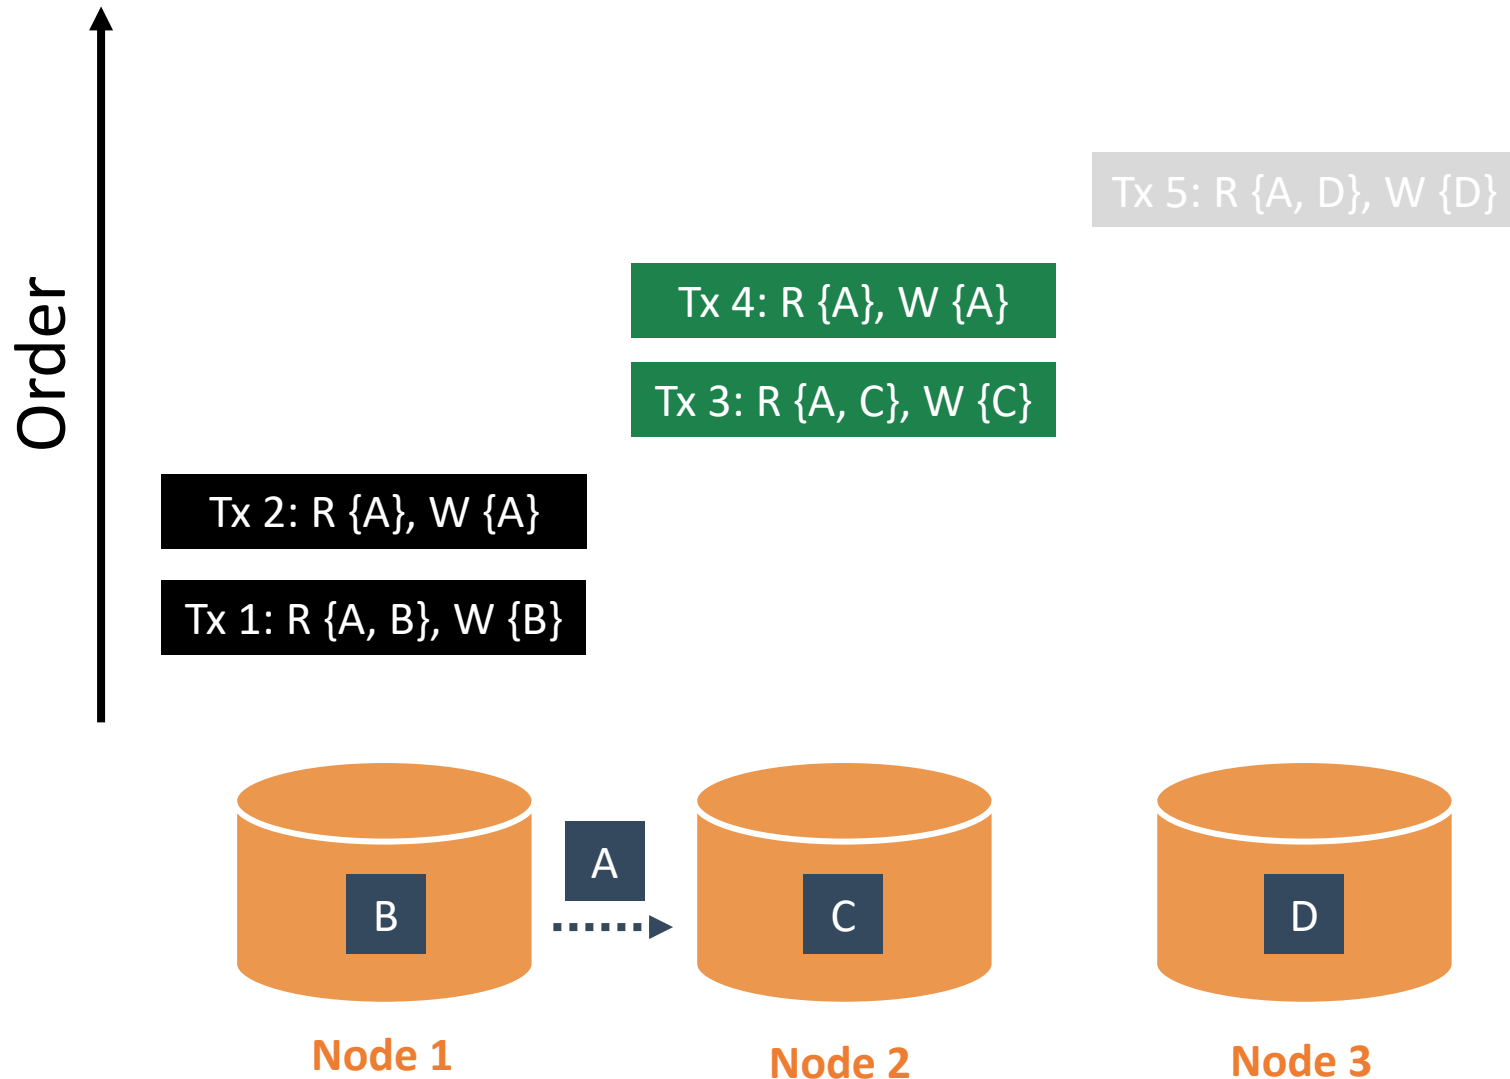 Order
Tx 5: R {A, D}, W {D}
Tx 4: R {A}, W {A}
Tx 3: R {A, C}, W {C}
Tx 2: R {A}, W {A}
Tx 1: R {A, B}, W {B}
A
B
C
D
Node 1
Node 2
Node 3